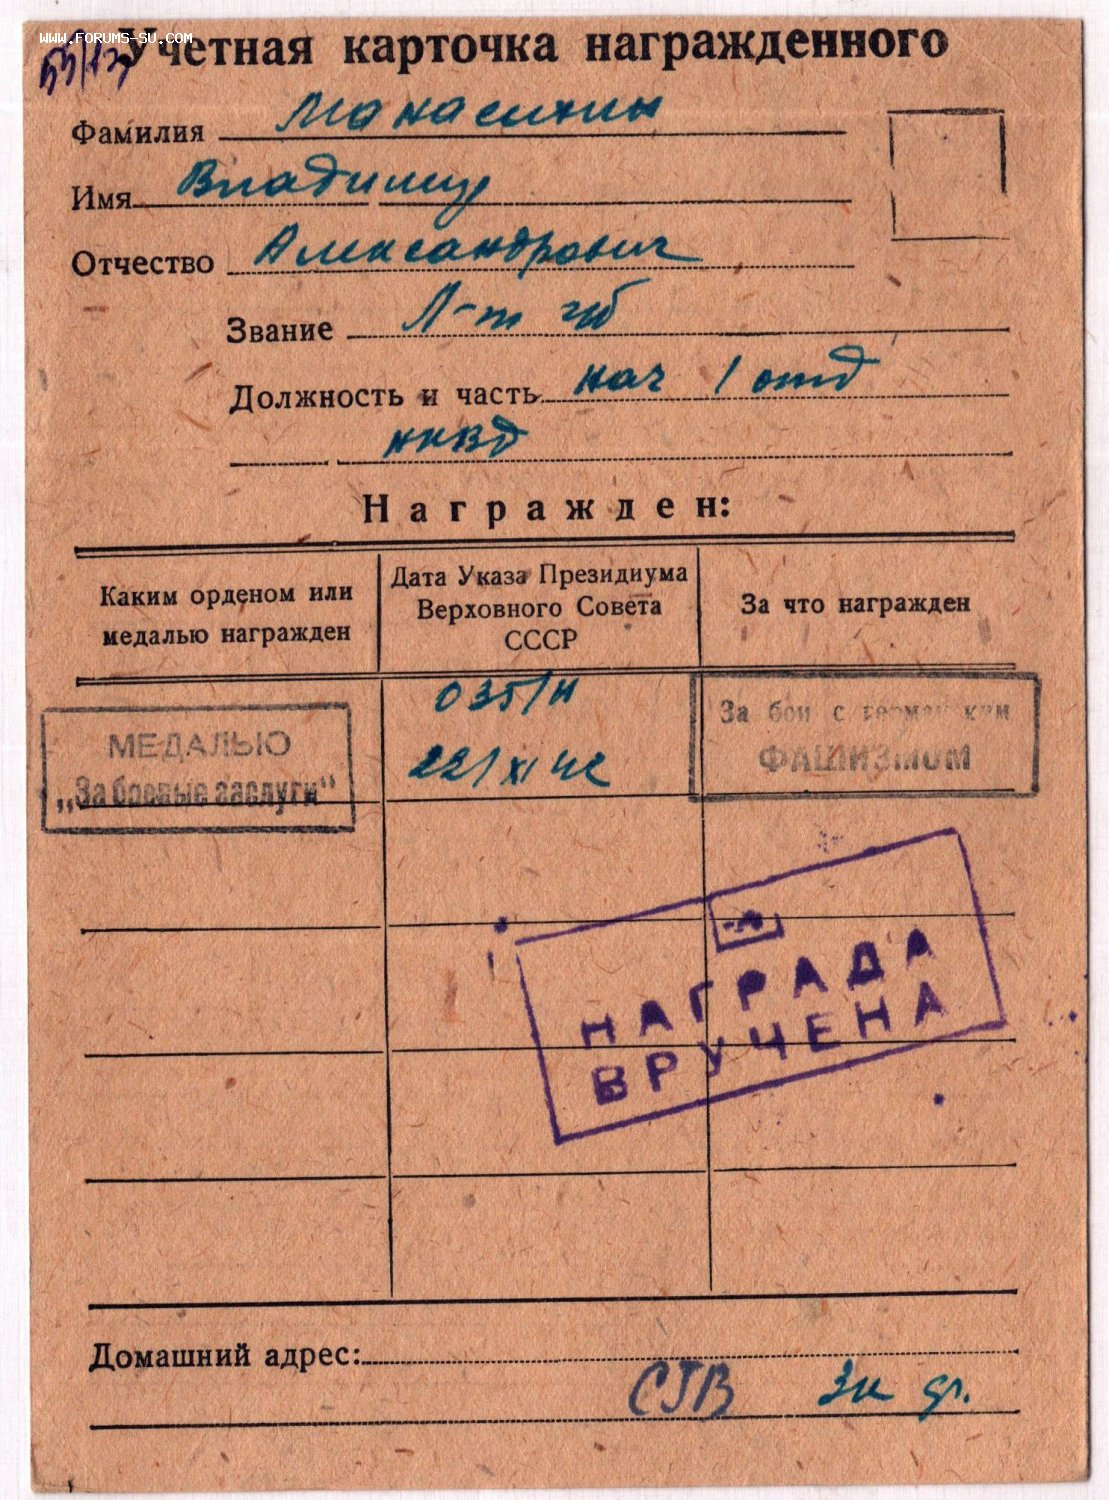 www.forums-su.com
Учетная карточка награжденного
Фамилия Манасихин
Имя Владимир
Отчество Александрович
Звание Л-т гб
Должность и часть нач 1 отд
НКВД
Награжден:
Каким орденом или медалью награжден
Дата Указа Президиума Верховного Совета СССР
За что награжден
МЕДАЛЬЮ
„За боевые заслуги“
035/н
22/XI 42
За бои с германским
ФАШИЗМОМ
НАГРАДА
ВРУЧЕНА
Домашний адрес: